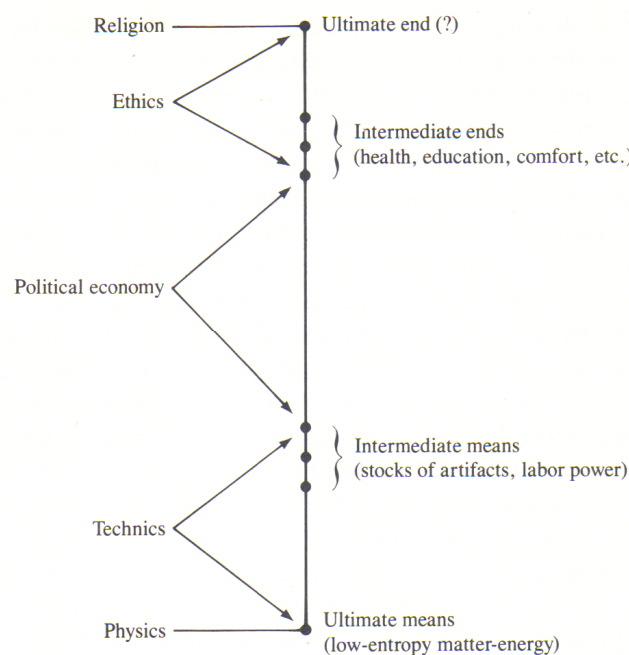 Religion
Ultimate end (?)
Ethics
Intermediate ends
(health, education, comfort, etc.)
Political economy
Intermediate means
(stocks of artifacts, labor power)
Technics
Physics
Ultimate means
(low-entropy matter-energy)